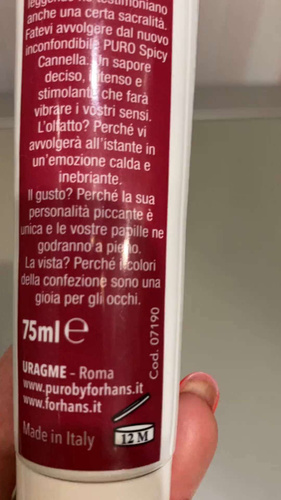 leggende ne testimoniano
anche una certa sacralità.
Fatevi avvolgere dal nuovo
inconfondibile PURO Spicy
Cannella. Un sapore
deciso, intenso e
stimolante che farà
vibrare i vostri sensi.
L'olfatto? Perché vi
avvolgerà all'istante in
un'emozione calda e
inebriante.
Il gusto? Perché la sua
personalità piccante è
unica e le vostre papille ne
godranno a pieno.
La vista? Perché i colori
della confezione sono una
gioia per gli occhi.
75ml e
Cod. 07190
URAGME - Roma
www.purobyforhans.it
www.forhans.it
Made in Italy
12 M